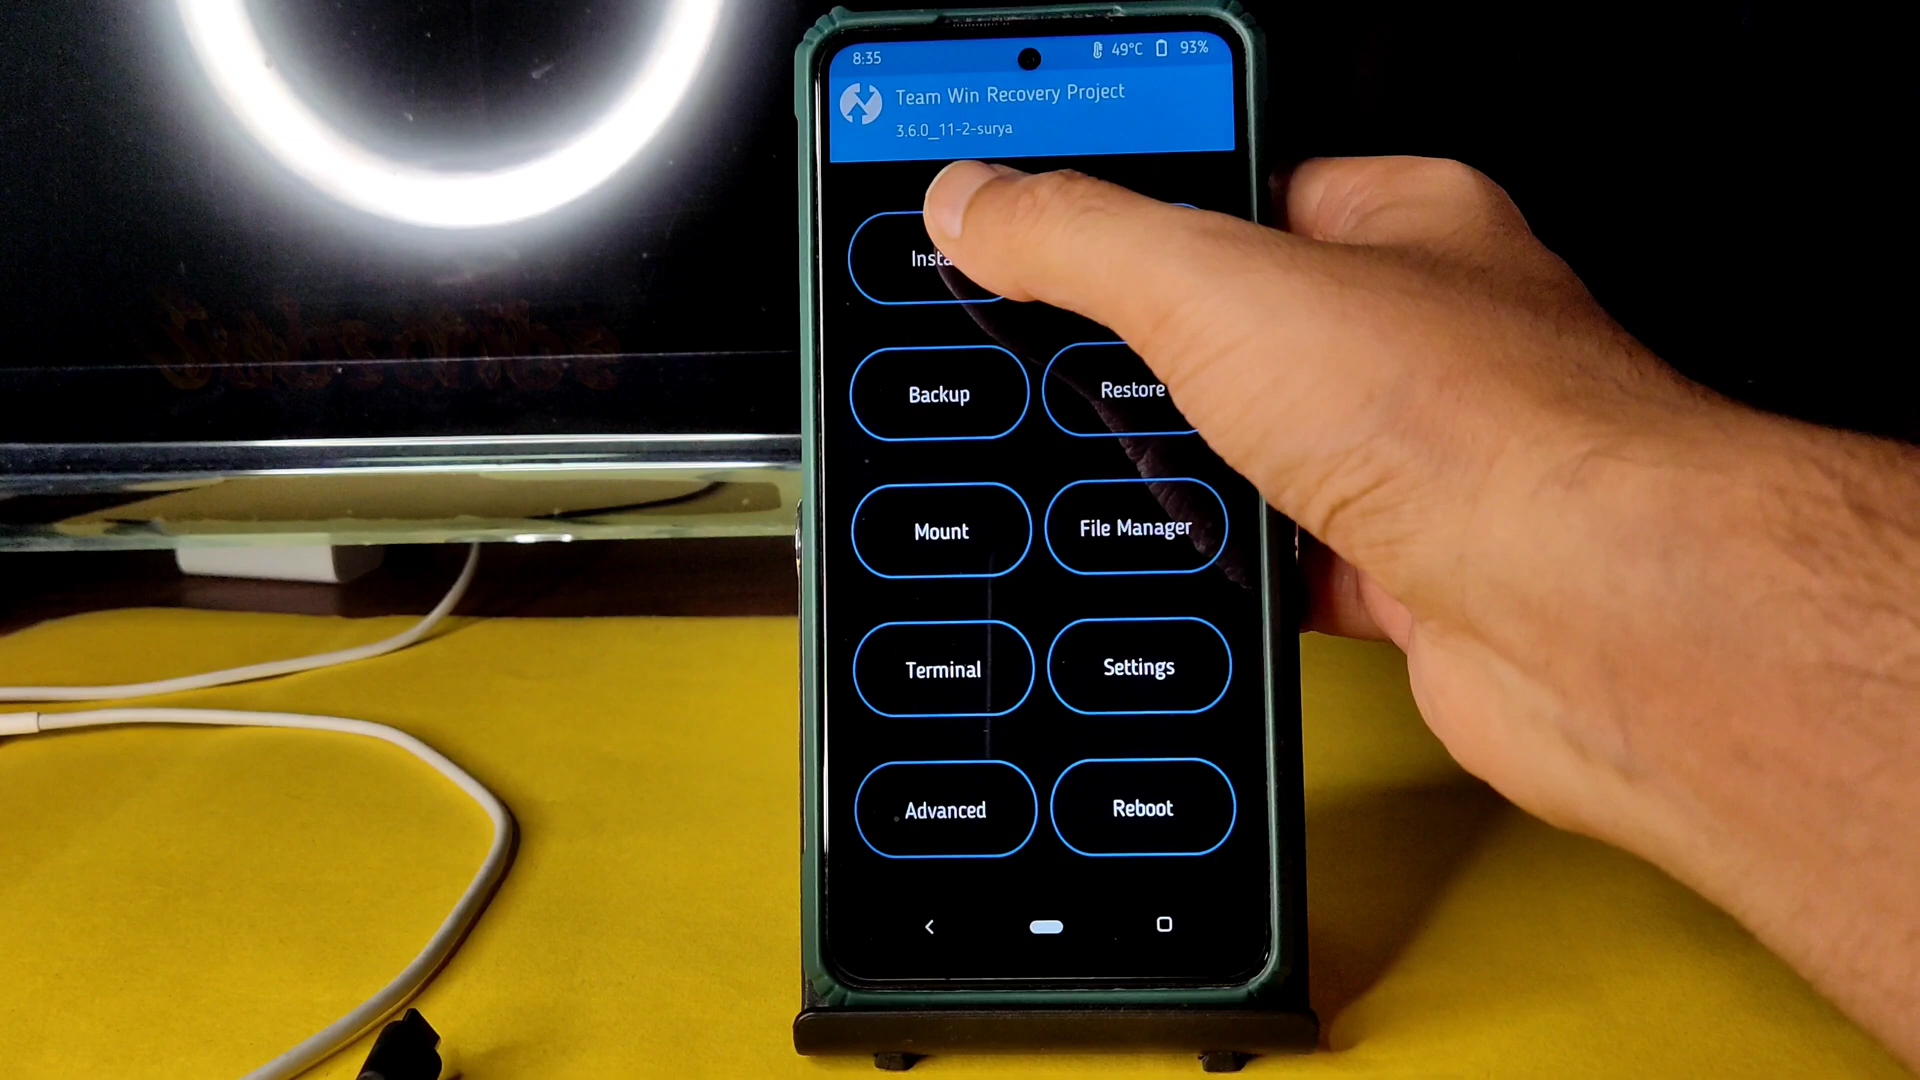 8:35
49°C 93%
Team Win Recovery Project
3.6.0_11-2-surya
Insta
Backup
Restore
Mount
File Manager
Terminal
Settings
Advanced
Reboot